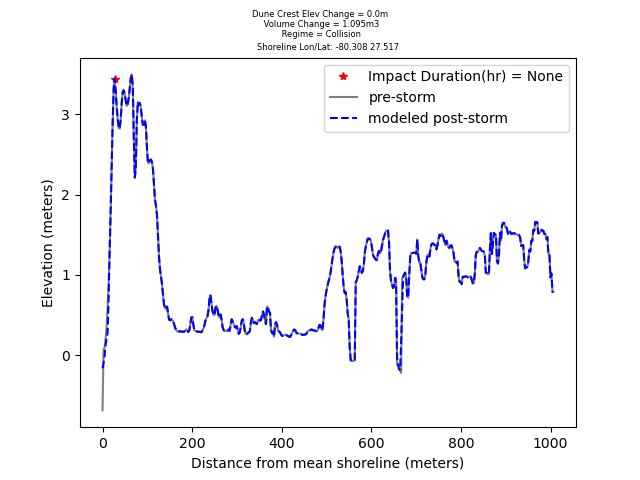 Dune Crest Elev Change = 0.0m
Volume Change = 1.095m3
Regime = Collision
Shoreline Lon/Lat: -80.308 27.517
Impact Duration(hr) = None
pre-storm
modeled post-storm
Elevation (meters)
3
2
1
0
0 200 400 600 800 1000
Distance from mean shoreline (meters)